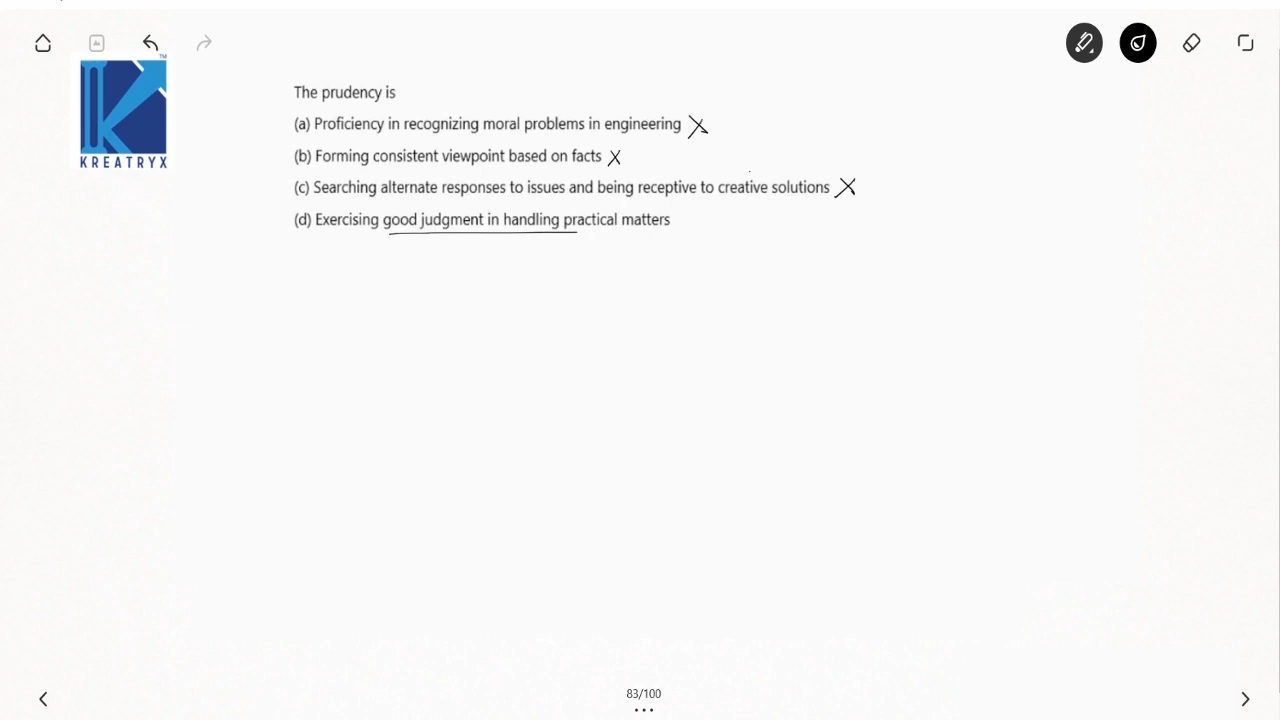 TM
KREATRYX
The prudency is
(a) Proficiency in recognizing moral problems in engineering X
(b) Forming consistent viewpoint based on facts X
(c) Searching alternate responses to issues and being receptive to creative solutions X
(d) Exercising good judgment in handling practical matters
83/100